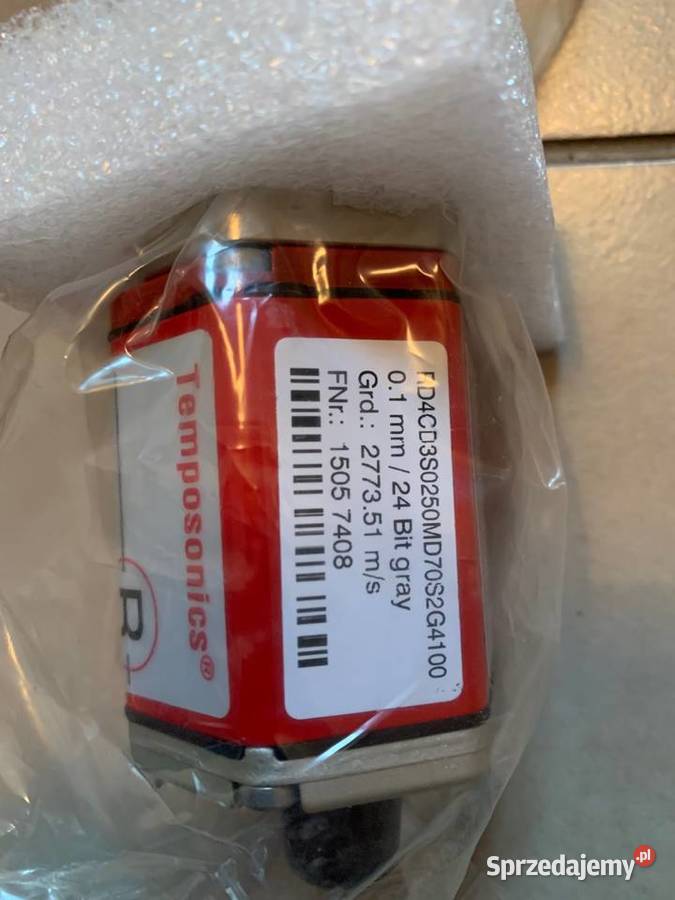 Temposonics®
R
RD4CD3S0250MD70S2G4100
0.1 mm / 24 Bit gray
Grd.: 2773.51 m/s
FNr.: 1505 7408
Sprzedajemy.pl